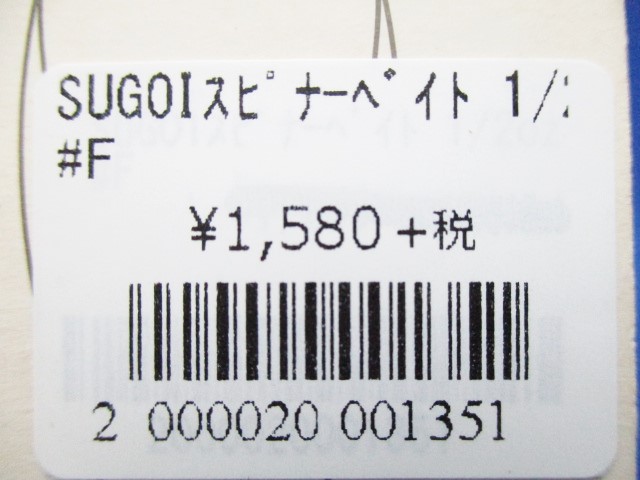 SUGOIｽﾋﾟﾅｰﾍﾞｲﾄ 1/2
#F
¥1,580+税
2 000020 001351